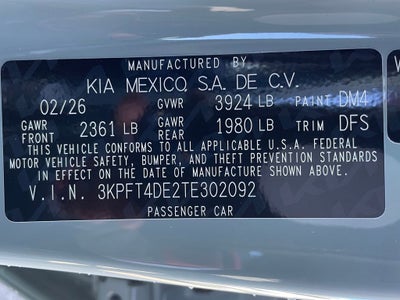 MANUFACTURED BY
KIA MEXICO, S.A. DE C.V.
02/26 GVWR 3924 LB PAINT DM4
GAWR FRONT 2361 LB GAWR REAR 1980 LB TRIM DFS
THIS VEHICLE CONFORMS TO ALL APPLICABLE U.S.A. FEDERAL
MOTOR VEHICLE SAFETY, BUMPER, AND THEFT PREVENTION STANDARDS
IN EFFECT ON THE DATE OF MANUFACTURE SHOWN ABOVE.
V.I.N. 3KPFT4DE2TE302092
PASSENGER CAR